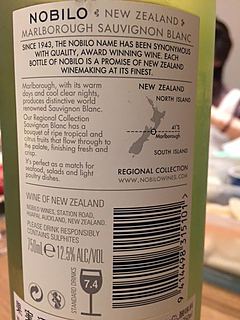 NOBILO NEW ZEALAND
MARLBOROUGH SAUVIGNON BLANC
SINCE 1943, THE NOBILO NAME HAS BEEN SYNONYMOUS
WITH QUALITY, AWARD WINNING WINE. EACH
BOTTLE OF NOBILO IS A PROMISE OF NEW ZEALAND
WINEMAKING AT ITS FINEST.
Marlborough, with its warm
days and cool clear nights,
produces distinctive world
renowned Sauvignon Blanc.
Our Regional Collection
Sauvignon Blanc has a
bouquet of ripe tropical and
citrus fruits that flow through to
the palate, finishing fresh and
crisp.
It's perfect as a match for
seafood, salads and light
poultry dishes.
NEW ZEALAND
NORTH ISLAND
41°S
Marlborough
SOUTH ISLAND
REGIONAL COLLECTION
WWW.NOBILOWINES.COM
WINE OF NEW ZEALAND
NOBILO WINES, STATION ROAD,
HUAPAI, AUCKLAND, NEW ZEALAND.
PLEASE DRINK RESPONSIBLY
CONTAINS SULPHITES
750ml e 12.5% ALC/VOL
STANDARD DRINKS
7.4